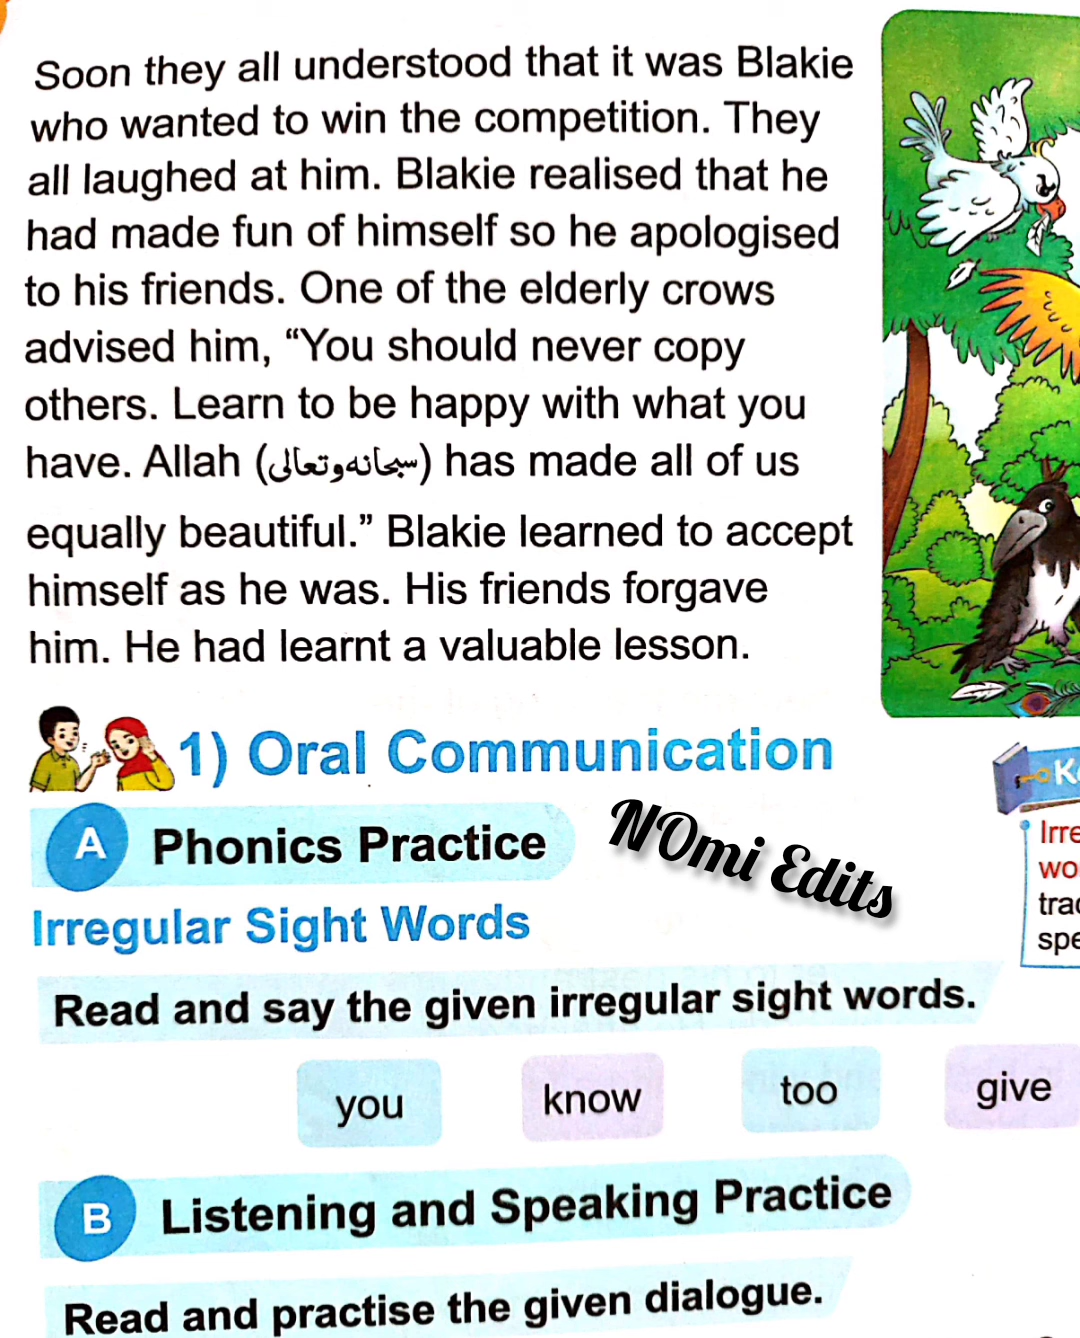 Soon they all understood that it was Blakie
who wanted to win the competition. They
all laughed at him. Blakie realised that he
had made fun of himself so he apologised
to his friends. One of the elderly crows
advised him, “You should never copy
others. Learn to be happy with what you
have. Allah (سبحانه و تعالى) has made all of us
equally beautiful.” Blakie learned to accept
himself as he was. His friends forgave
him. He had learnt a valuable lesson.
1) Oral Communication
A Phonics Practice
NOmi Edits
Irregular Sight Words
Read and say the given irregular sight words.
you know too give
B Listening and Speaking Practice
Read and practise the given dialogue.